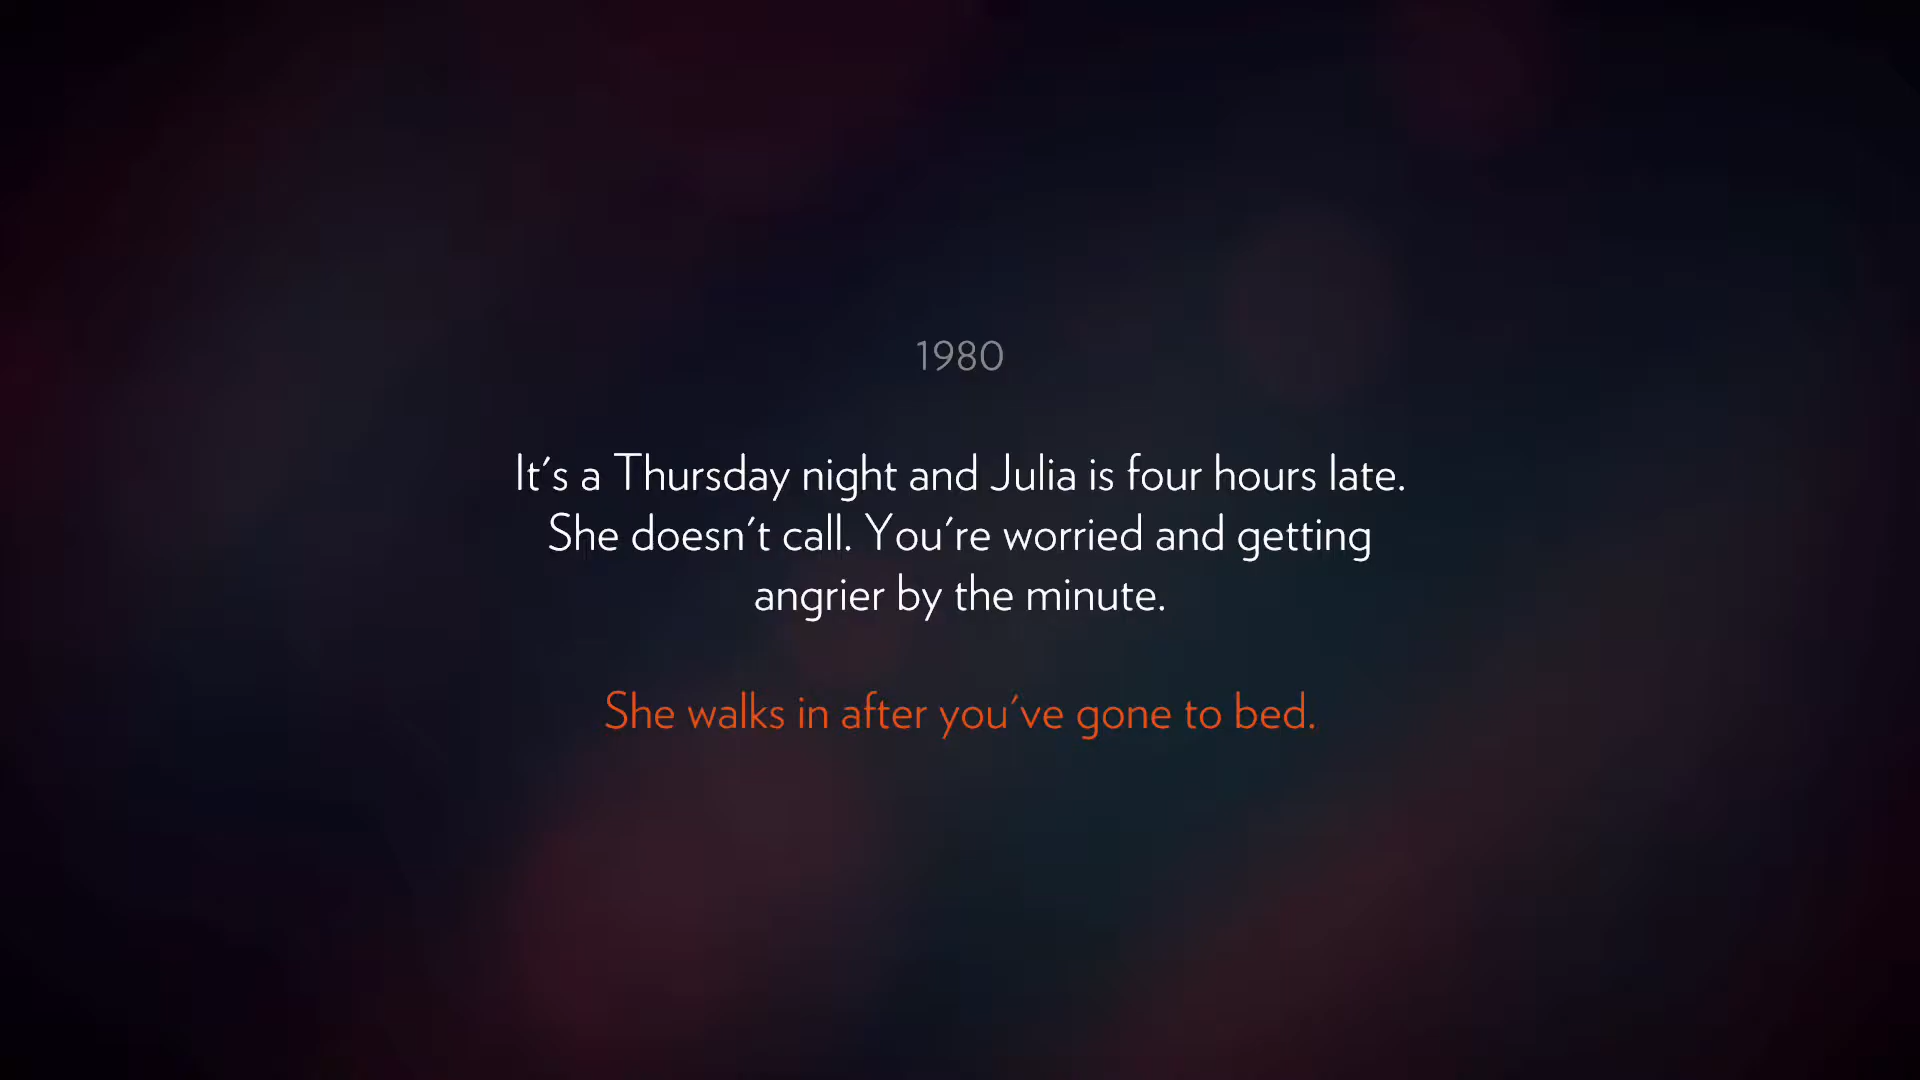 1980
It's a Thursday night and Julia is four hours late.
She doesn't call. You're worried and getting
angrier by the minute.
She walks in after you've gone to bed.